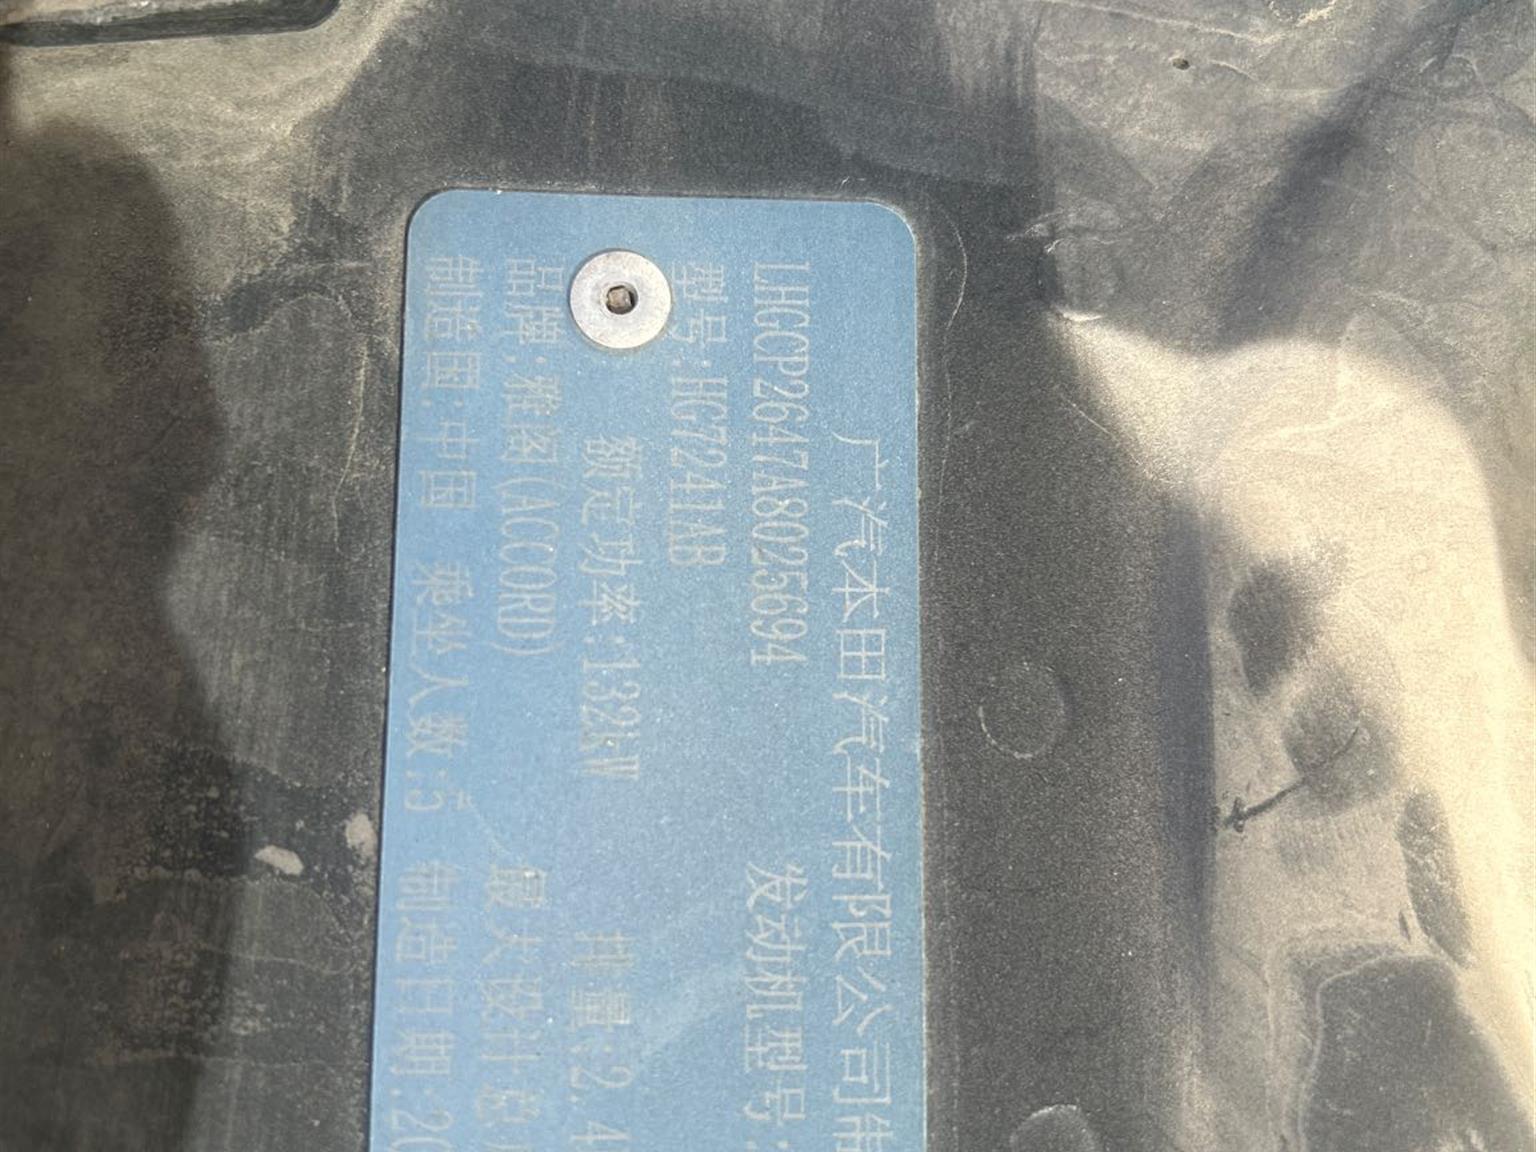 广汽本田汽车有限公司制
LHGCP2647A8025694 发动机型号:
型号:HG7241AB
额定功率:132kW 排量:2.4
品牌:雅阁(ACCORD) 最大设计总
制造国:中国 乘坐人数:5 制造日期:20